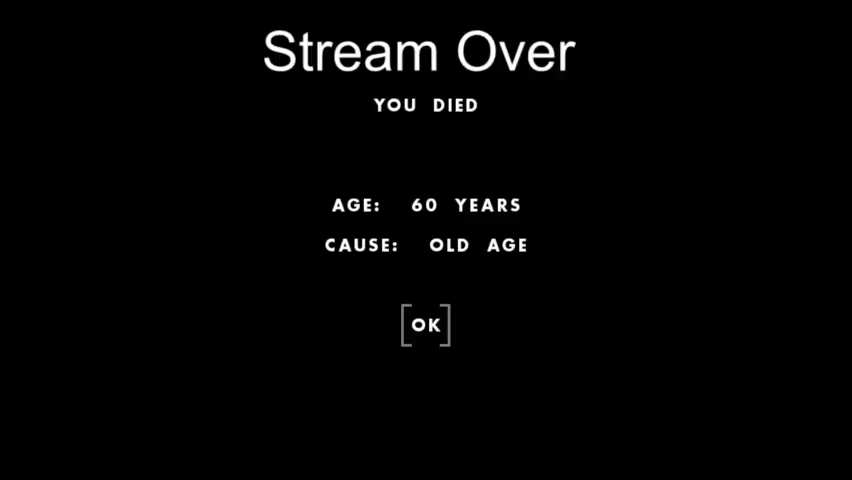 Stream Over
YOU DIED
AGE: 60 YEARS
CAUSE: OLD AGE
[OK]